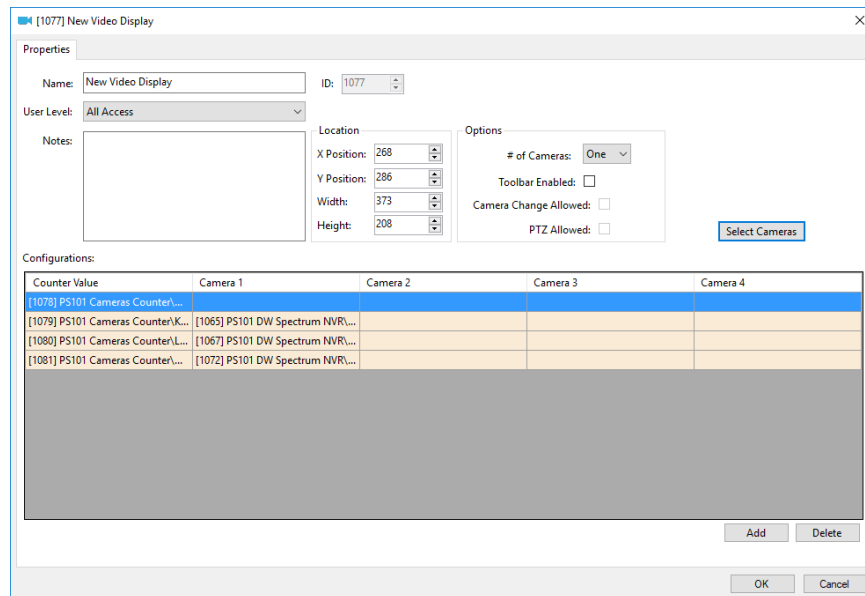 [1077] New Video Display
Properties
Name: New Video Display ID: 1077
User Level: All Access
Notes:
Location
X Position: 268
Y Position: 286
Width: 373
Height: 208
Options
# of Cameras: One
Toolbar Enabled:
Camera Change Allowed:
PTZ Allowed:
Select Cameras
Configurations:
Counter Value Camera 1 Camera 2 Camera 3 Camera 4
[1078] PS101 Cameras Counter\...
[1079] PS101 Cameras Counter\K... [1065] PS101 DW Spectrum NVR\...
[1080] PS101 Cameras Counter\L... [1067] PS101 DW Spectrum NVR\...
[1081] PS101 Cameras Counter\... [1072] PS101 DW Spectrum NVR\...
Add Delete
OK Cancel